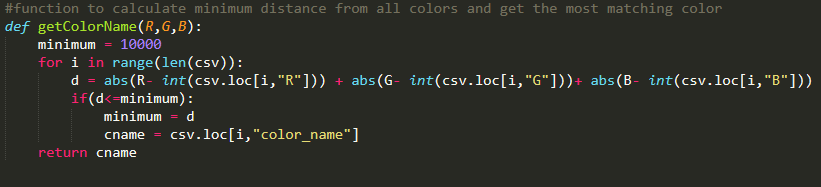 #function to calculate minimum distance from all colors and get the most matching color
def getColorName(R,G,B):
    minimum = 10000
    for i in range(len(csv)):
        d = abs(R- int(csv.loc[i,"R"])) + abs(G- int(csv.loc[i,"G"]))+ abs(B- int(csv.loc[i,"B"]))
        if(d<=minimum):
            minimum = d
            cname = csv.loc[i,"color_name"]
    return cname